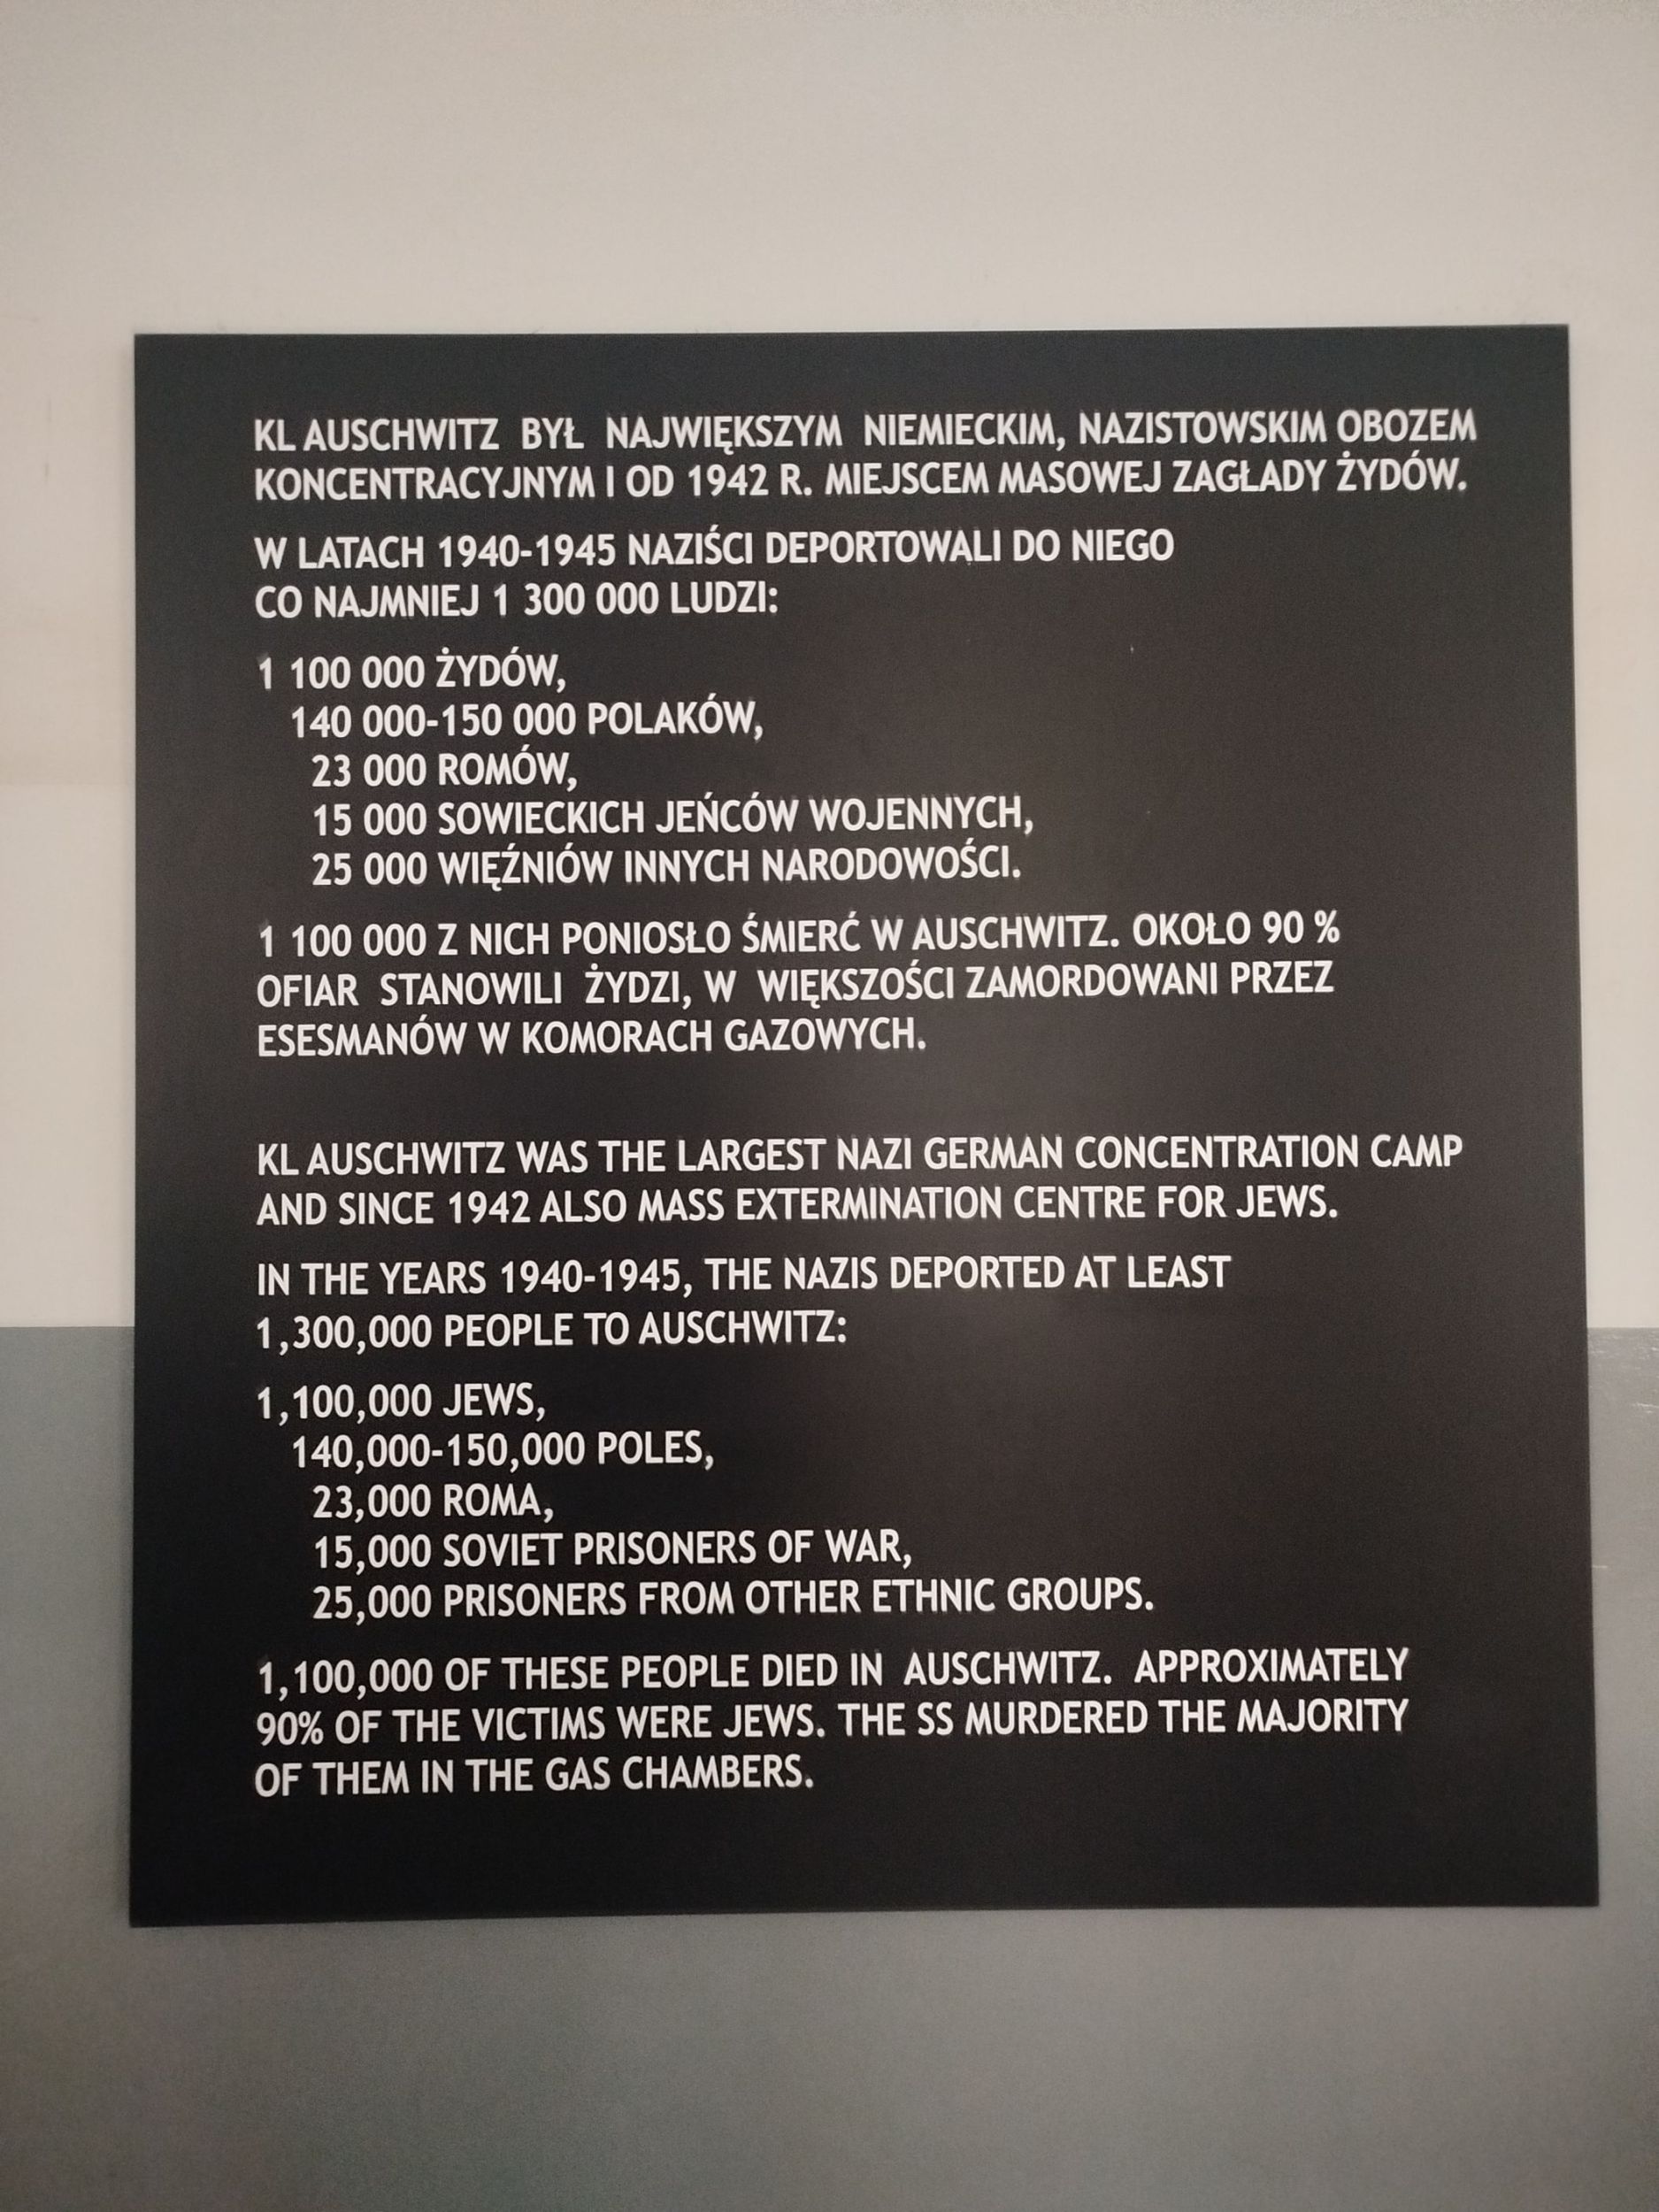 KL AUSCHWITZ BYŁ NAJWIĘKSZYM NIEMIECKIM, NAZISTOWSKIM OBOZEM
KONCENTRACYJNYM I OD 1942 R. MIEJSCEM MASOWEJ ZAGŁADY ŻYDÓW.
W LATACH 1940-1945 NAZIŚCI DEPORTOWALI DO NIEGO
CO NAJMNIEJ 1 300 000 LUDZI:
1 100 000 ŻYDÓW,
140 000-150 000 POLAKÓW,
23 000 ROMÓW,
15 000 SOWIECKICH JEŃCÓW WOJENNYCH,
25 000 WIĘŹNIÓW INNYCH NARODOWOŚCI.
1 100 000 Z NICH PONIOSŁO ŚMIERĆ W AUSCHWITZ. OKOŁO 90 %
OFIAR STANOWILI ŻYDZI, W WIĘKSZOŚCI ZAMORDOWANI PRZEZ
ESESMANÓW W KOMORACH GAZOWYCH.
KL AUSCHWITZ WAS THE LARGEST NAZI GERMAN CONCENTRATION CAMP
AND SINCE 1942 ALSO MASS EXTERMINATION CENTRE FOR JEWS.
IN THE YEARS 1940-1945, THE NAZIS DEPORTED AT LEAST
1,300,000 PEOPLE TO AUSCHWITZ:
1,100,000 JEWS,
140,000-150,000 POLES,
23,000 ROMA,
15,000 SOVIET PRISONERS OF WAR,
25,000 PRISONERS FROM OTHER ETHNIC GROUPS.
1,100,000 OF THESE PEOPLE DIED IN AUSCHWITZ. APPROXIMATELY
90% OF THE VICTIMS WERE JEWS. THE SS MURDERED THE MAJORITY
OF THEM IN THE GAS CHAMBERS.